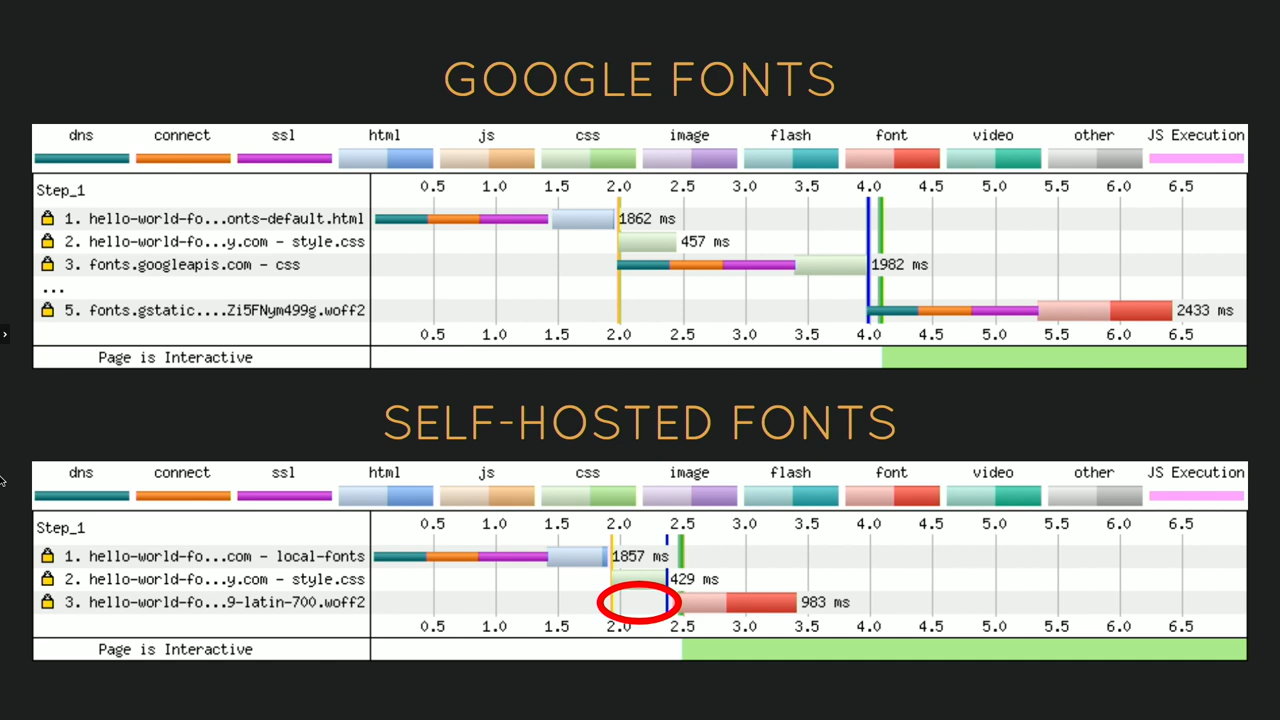 GOOGLE FONTS
dns connect ssl html js css image flash font video other JS Execution
Step_1 0.5 1.0 1.5 2.0 2.5 3.0 3.5 4.0 4.5 5.0 5.5 6.0 6.5
1. hello-world-fo...onts-default.html 1862 ms
2. hello-world-fo...y.com - style.css 457 ms
3. fonts.googleapis.com - css 1982 ms
...
5. fonts.gstatic....Zi5FNym499g.woff2 2433 ms
0.5 1.0 1.5 2.0 2.5 3.0 3.5 4.0 4.5 5.0 5.5 6.0 6.5
Page is Interactive
SELF-HOSTED FONTS
dns connect ssl html js css image flash font video other JS Execution
Step_1 0.5 1.0 1.5 2.0 2.5 3.0 3.5 4.0 4.5 5.0 5.5 6.0 6.5
1. hello-world-fo...com - local-fonts 1857 ms
2. hello-world-fo...y.com - style.css 429 ms
3. hello-world-fo...9-latin-700.woff2 983 ms
0.5 1.0 1.5 2.0 2.5 3.0 3.5 4.0 4.5 5.0 5.5 6.0 6.5
Page is Interactive